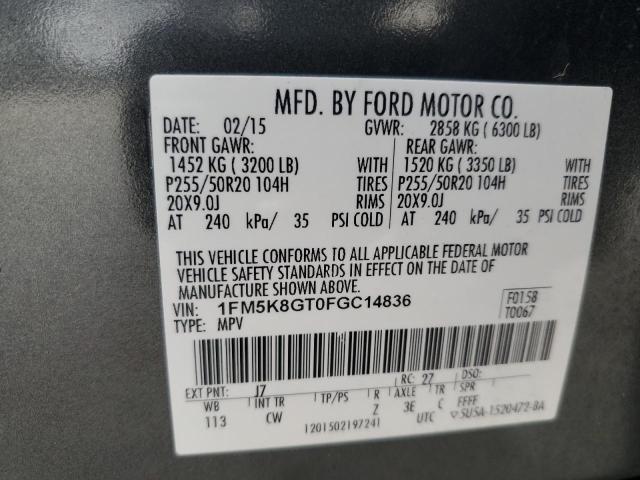 MFD. BY FORD MOTOR CO.
DATE: 02/15 GVWR: 2858 KG ( 6300 LB)
FRONT GAWR: REAR GAWR:
1452 KG ( 3200 LB) WITH 1520 KG ( 3350 LB) WITH
P255/50R20 104H TIRES P255/50R20 104H TIRES
20X9.0J RIMS 20X9.0J RIMS
AT 240 kPa/ 35 PSI COLD AT 240 kPa/ 35 PSI COLD
THIS VEHICLE CONFORMS TO ALL APPLICABLE FEDERAL MOTOR
VEHICLE SAFETY STANDARDS IN EFFECT ON THE DATE OF
MANUFACTURE SHOWN ABOVE.
VIN: 1FM5K8GT0FGC14836 F0158
TYPE: MPV T0067
EXT PNT: J7 RC: 27 DSO:
WB INT TR TP/PS R AXLE TR SPR
113 CW Z 3E C FFFF
1201502197241 UTC 5USA-1520472-BA